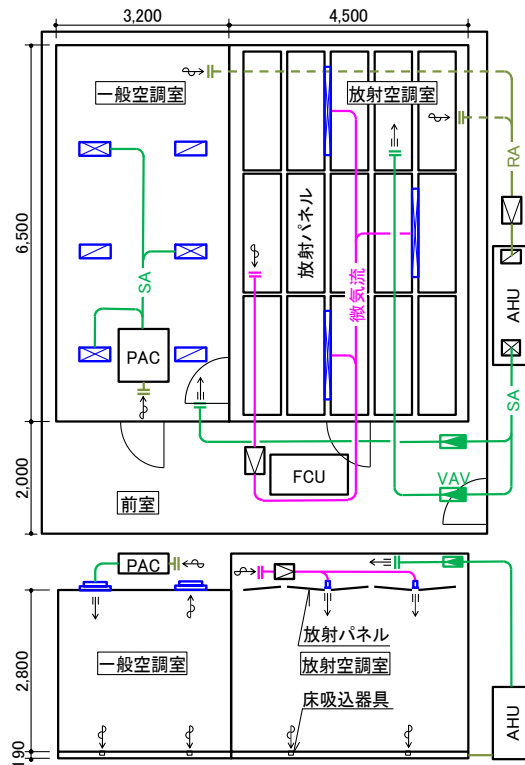 3,200
4,500
一般空調室
放射空調室
6,500
放射パネル
RA
SA
微気流
AHU
PAC
SA
2,000
FCU
VAV
前室
PAC
2,800
放射パネル
一般空調室
放射空調室
床吸込器具
AHU
190